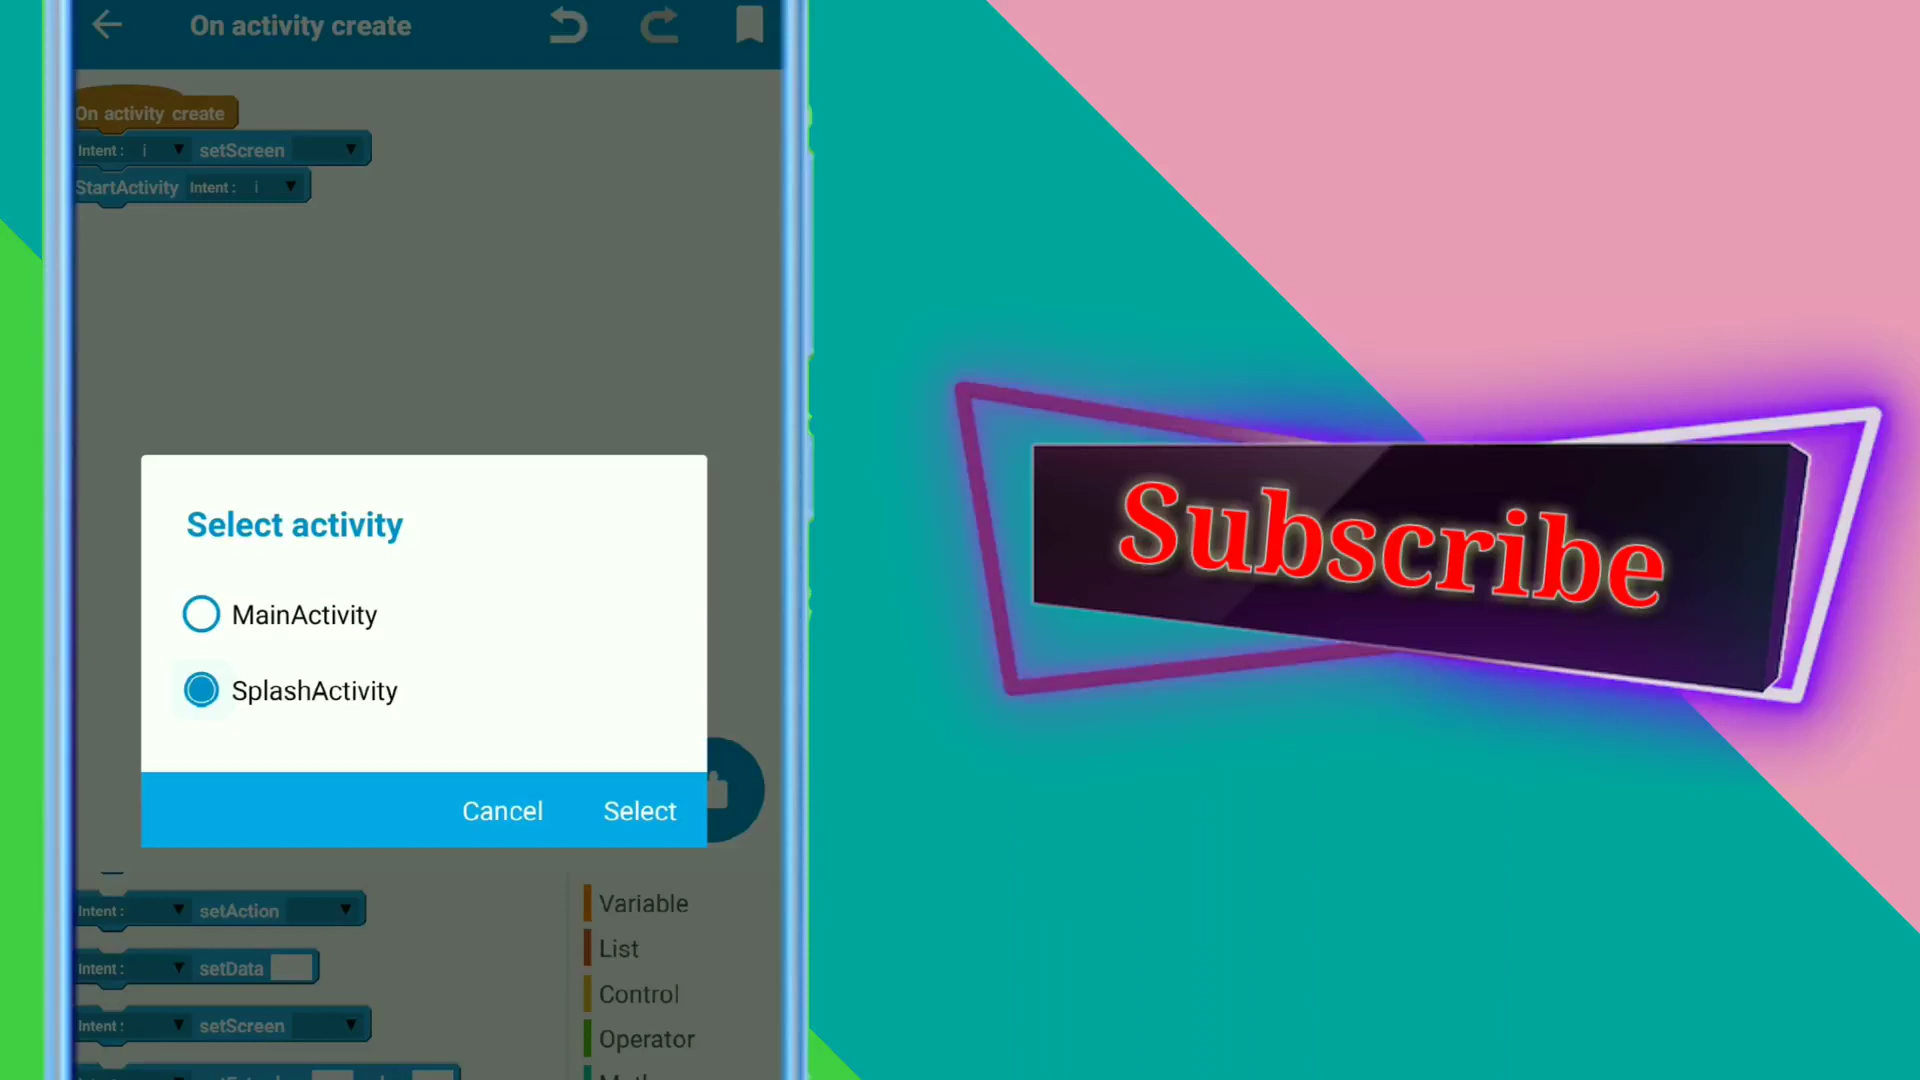 On activity create
On activity create
Intent : i setScreen
StartActivity Intent : i
Select activity
MainActivity
SplashActivity
Cancel Select
Intent : setAction
Intent : setData
Intent : setScreen
Variable
List
Control
Operator
Subscribe